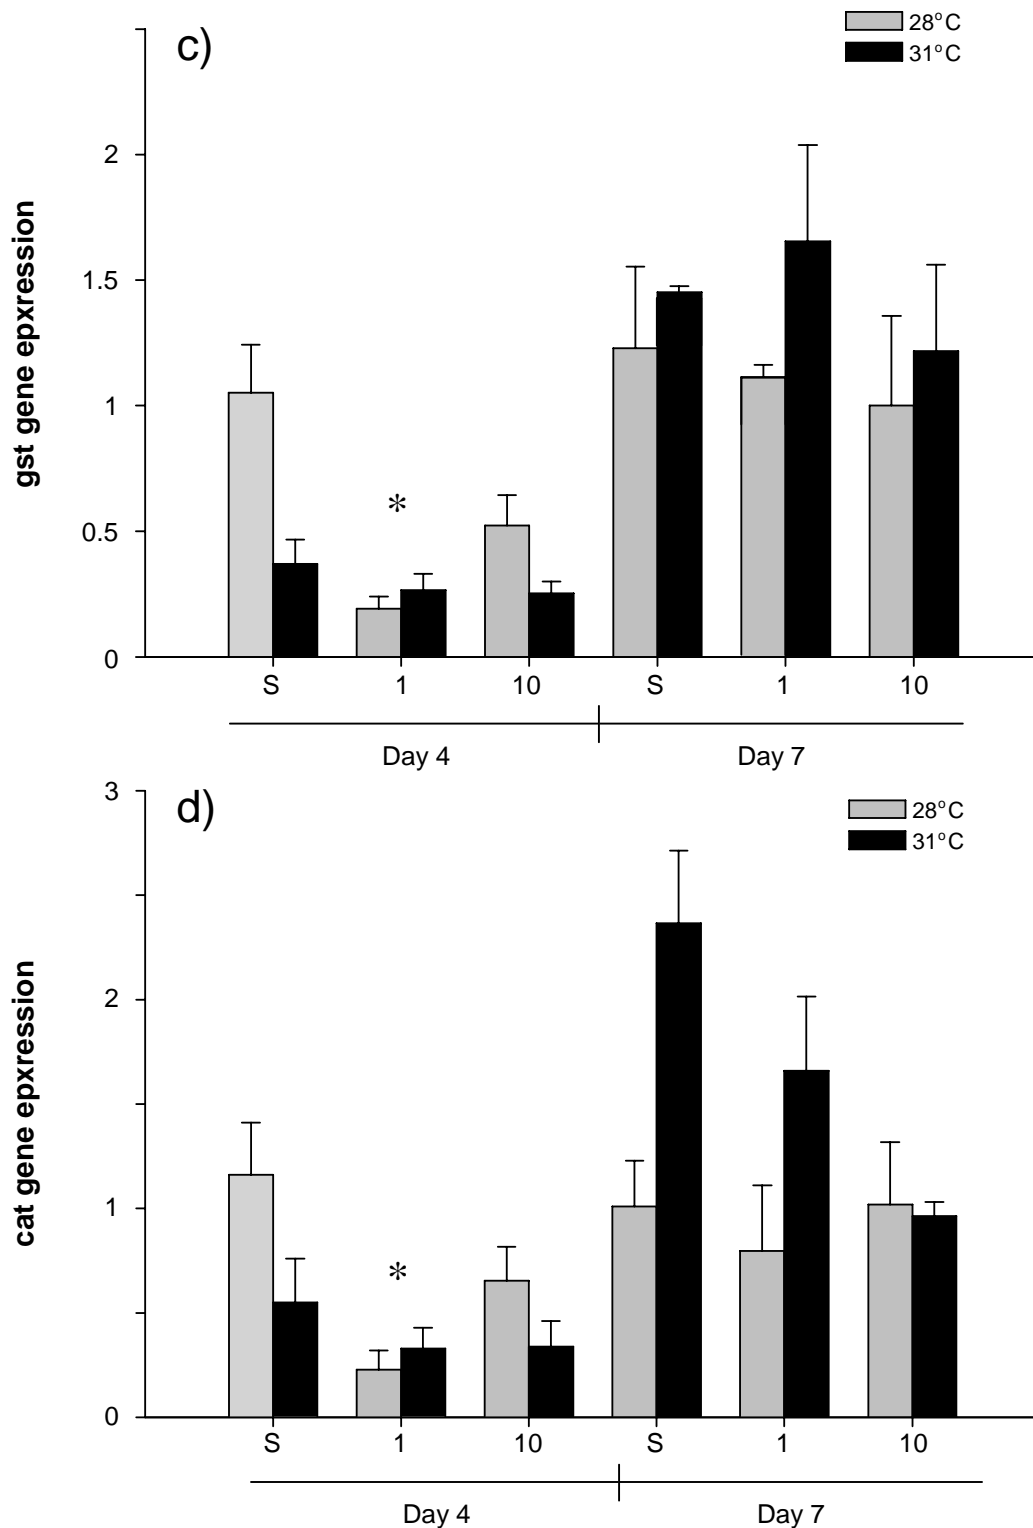 c)
28°C
31°C
gst gene epxression
2
1.5
1
0.5
0
*
S 1 10 S 1 10
Day 4 Day 7
d)
28°C
31°C
cat gene epxression
3
2
1
0
*
S 1 10 S 1 10
Day 4 Day 7